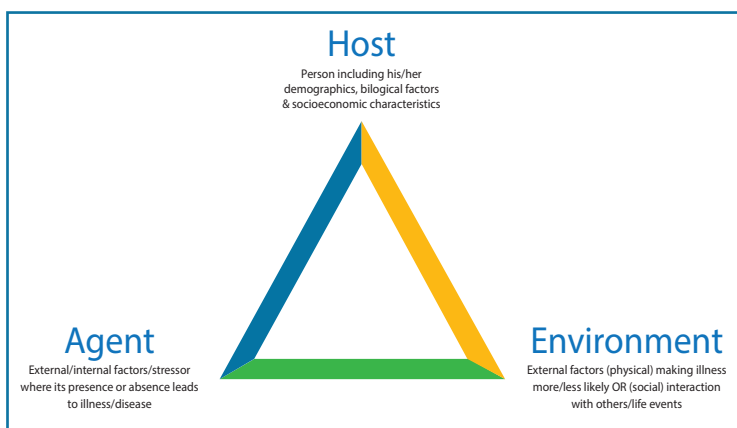 Host
Person including his/her
demographics, bilogical factors
& socioeconomic characteristics
Agent
External/internal factors/stressor
where its presence or absence leads
to illness/disease
Environment
External factors (physical) making illness
more/less likely OR (social) interaction
with others/life events